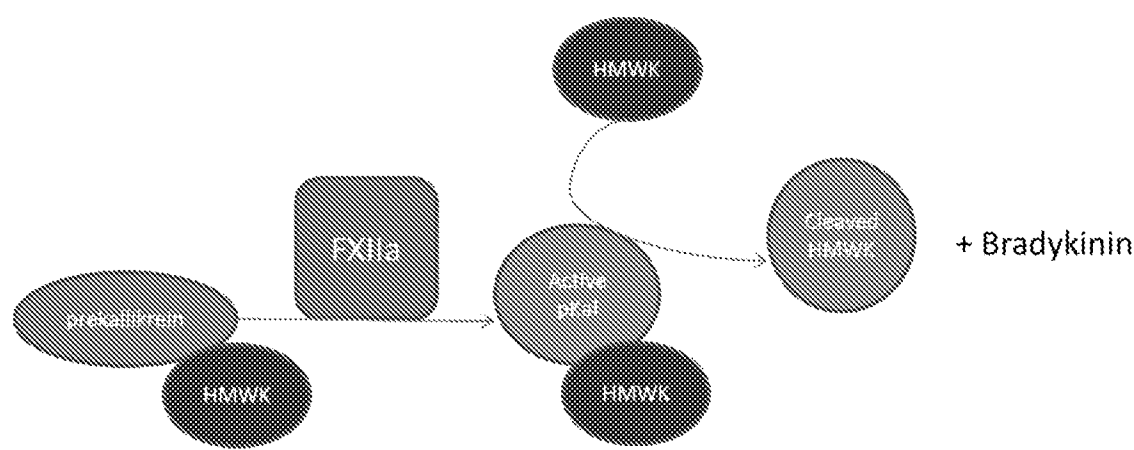 HMWK
FXIIa
Cleaved
HMWK
+ Bradykinin
Active
pKal
prekallikrein
HMWK
HMWK